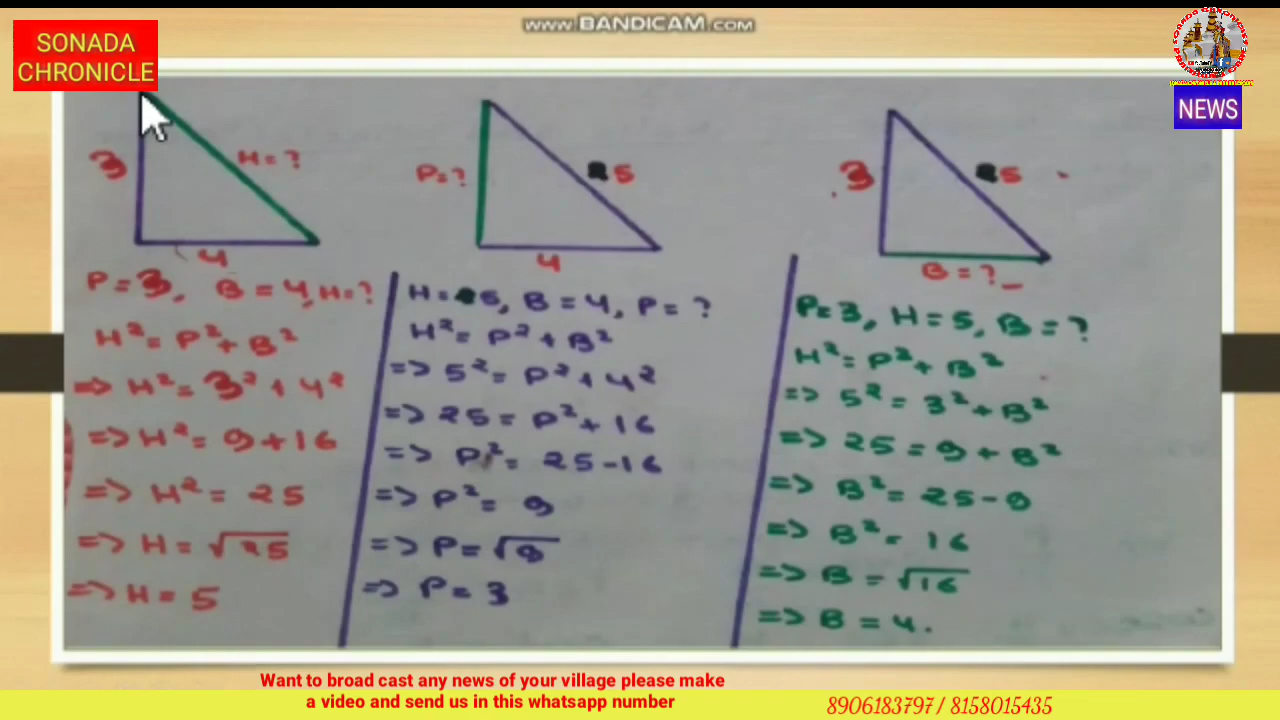 www.BANDICAM.com
SONADA
CHRONICLE
NEWS
3
H = ?
4
P = 3, B = 4, H = ?
H² = P² + B²
=> H² = 3² + 4²
=> H² = 9 + 16
=> H² = 25
=> H = √25
=> H = 5
P = ?
5
4
H = 5, B = 4, P = ?
H² = P² + B²
=> 5² = P² + 4²
=> 25 = P² + 16
=> P² = 25 - 16
=> P² = 9
=> P = √9
=> P = 3
3
5
B = ?
P = 3, H = 5, B = ?
H² = P² + B²
=> 5² = 3² + B²
=> 25 = 9 + B²
=> B² = 25 - 9
=> B² = 16
=> B = √16
=> B = 4.
Want to broad cast any news of your village please make
a video and send us in this whatsapp number
8906183797 / 8158015435